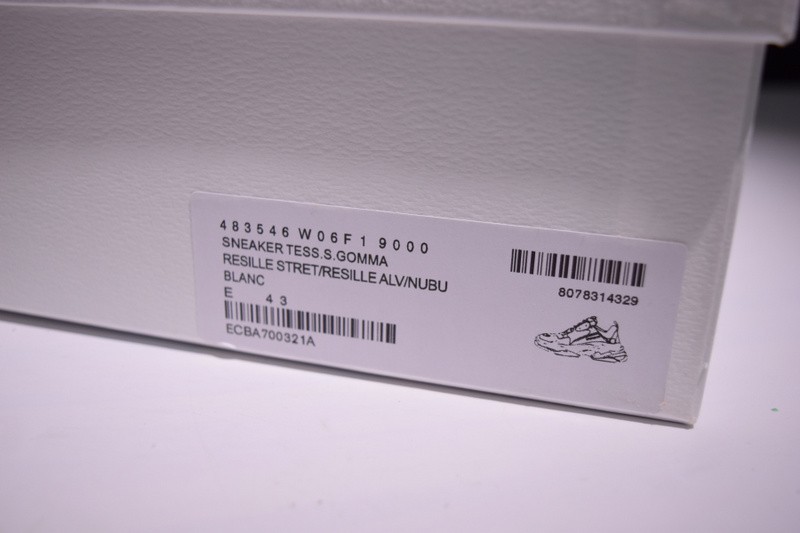 483546 W06F1 9000
SNEAKER TESS.S.GOMMA
RESILLE STRET/RESILLE ALV/NUBU
BLANC
E 43
ECBA700321A
8078314329